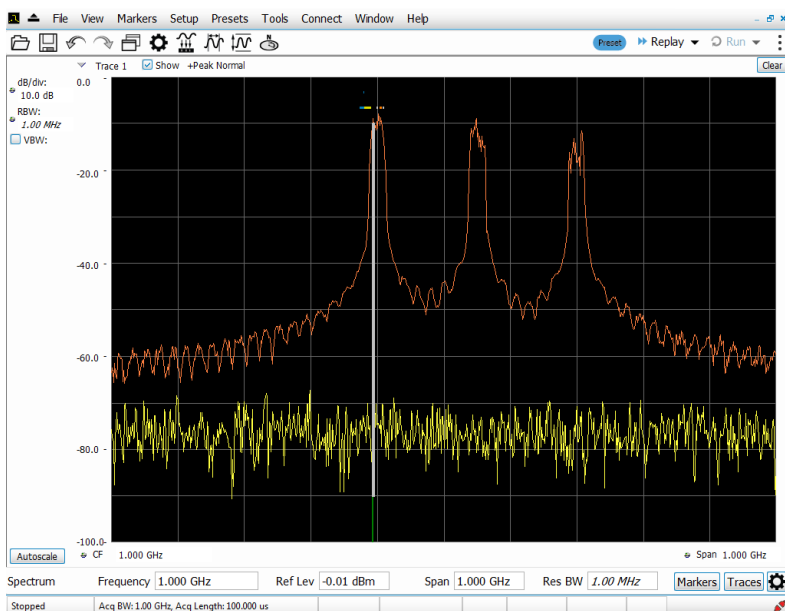 File View Markers Setup Presets Tools Connect Window Help
Preset Replay Run
Trace 1 Show +Peak Normal Clear
0.0
dB/div:
10.0 dB
RBW:
1.00 MHz
VBW:
-20.0
-40.0
-60.0
-80.0
-100.0
Autoscale CF 1.000 GHz Span 1.000 GHz
Spectrum Frequency 1.000 GHz Ref Lev -0.01 dBm Span 1.000 GHz Res BW 1.00 MHz Markers Traces
Stopped Acq BW: 1.00 GHz, Acq Length: 100.000 us